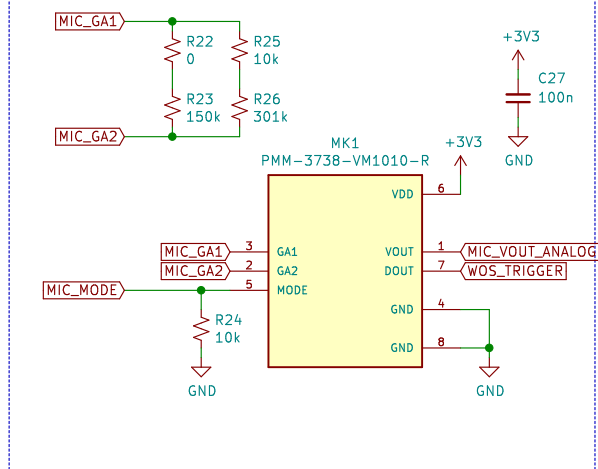 MIC_GA1
R22
0
R25
10k
R23
150k
R26
301k
MIC_GA2
+3V3
C27
100n
GND
MK1
PMM-3738-VM1010-R
+3V3
VDD
6
MIC_GA1
3
GA1
VOUT
1
MIC_VOUT_ANALOG
MIC_GA2
2
GA2
DOUT
7
WOS_TRIGGER
MIC_MODE
5
MODE
GND
4
R24
10k
GND
8
GND
GND